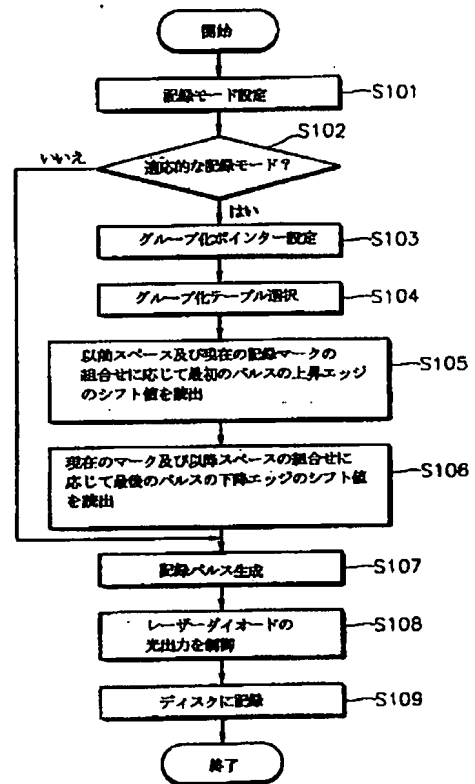 開始
記録モード設定
S101
S102
いいえ
適応的な記録モード?
はい
グループ化ポインター設定
S103
グループ化テーブル選択
S104
以前スペース及び現在の記録マークの
組合せに応じて最初のパルスの上昇エッジ
のシフト値を読出
S105
現在のマーク及び以降スペースの組合せに
応じて最後のパルスの下降エッジのシフト値
を読出
S106
記録パルス生成
S107
レーザーダイオードの
光出力を制御
S108
ディスクに記録
S109
終了